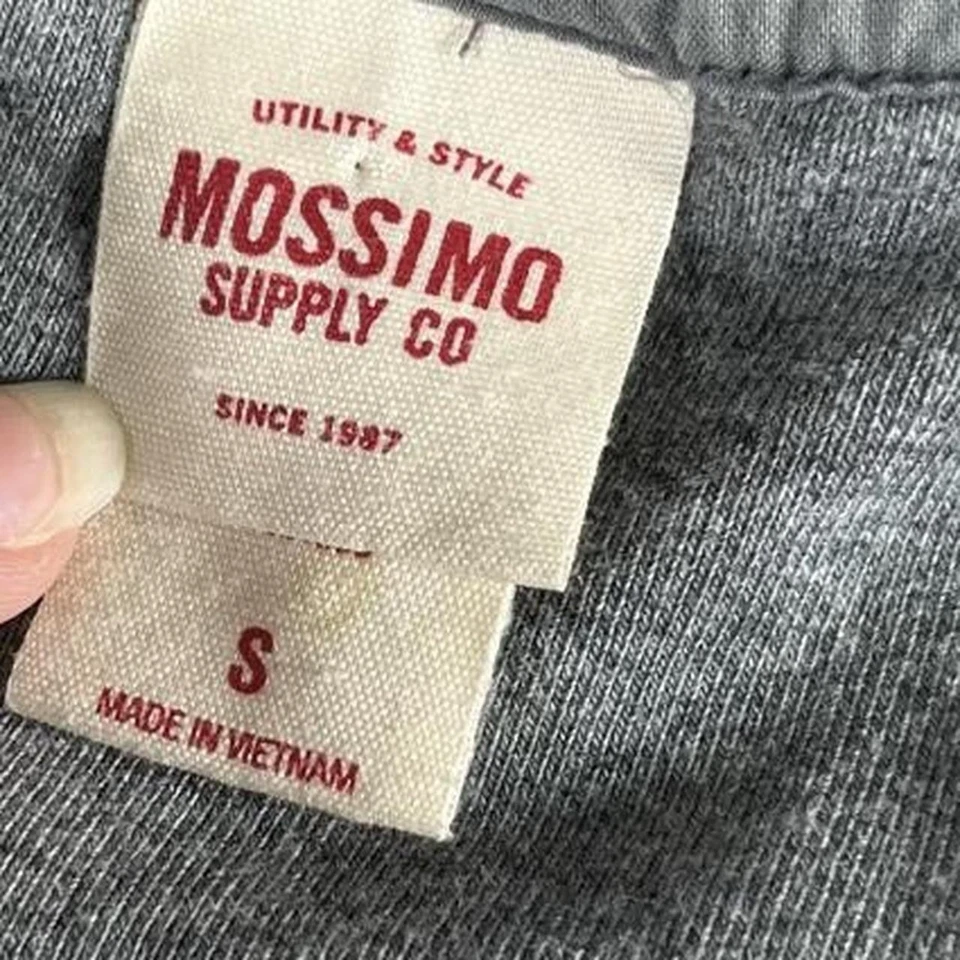 UTILITY & STYLE
MOSSIMO
SUPPLY CO
SINCE 1987
S
MADE IN VIETNAM